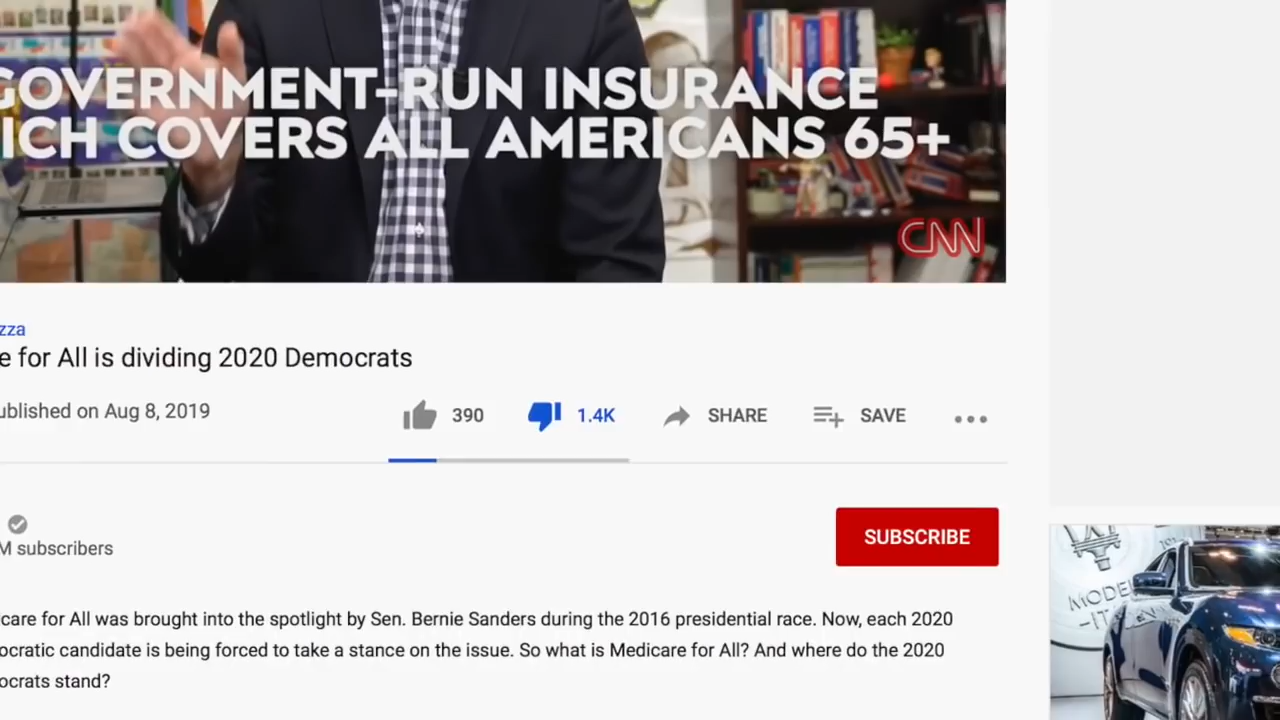 GOVERNMENT-RUN INSURANCE
ICH COVERS ALL AMERICANS 65+
CNN
zza
e for All is dividing 2020 Democrats
ublished on Aug 8, 2019
390
1.4K
SHARE
SAVE
M subscribers
SUBSCRIBE
care for All was brought into the spotlight by Sen. Bernie Sanders during the 2016 presidential race. Now, each 2020
ocratic candidate is being forced to take a stance on the issue. So what is Medicare for All? And where do the 2020
ocrats stand?
MODE